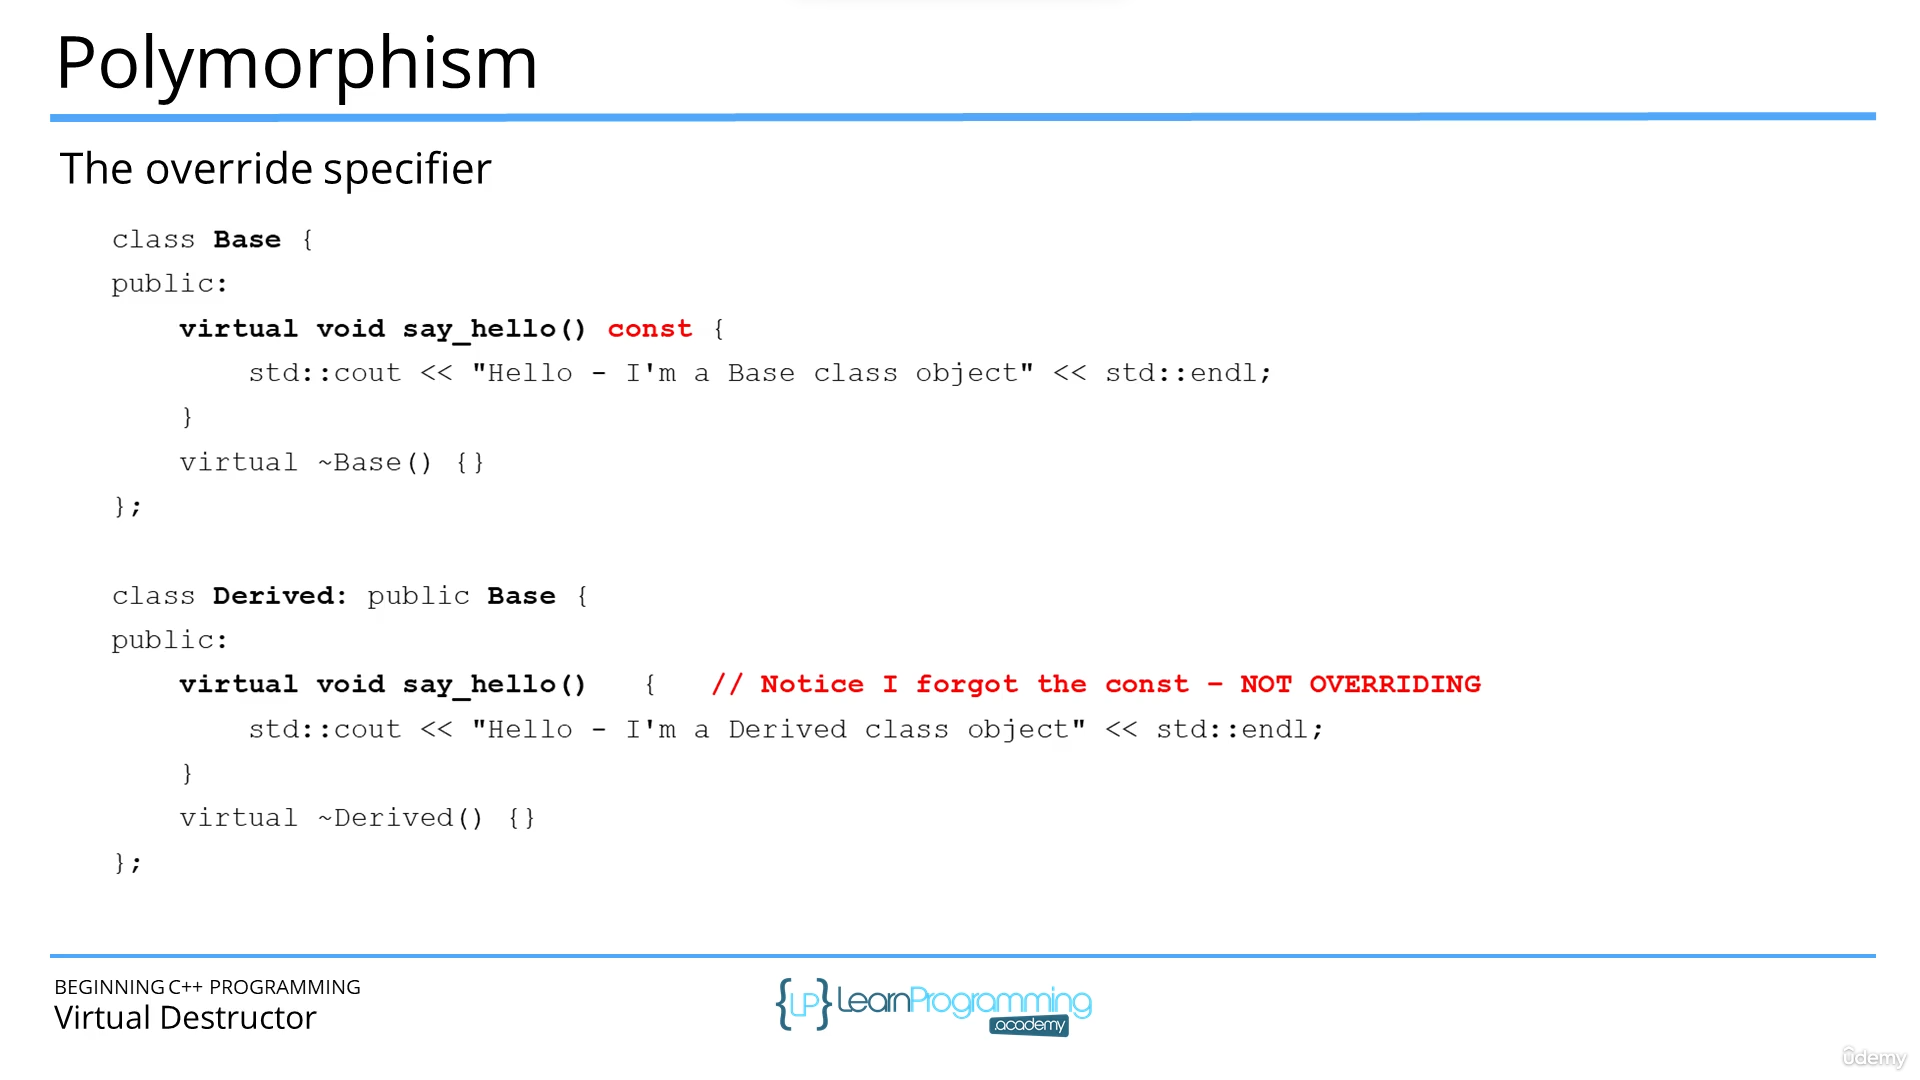 Polymorphism
The override specifier
class Base {
public:
    virtual void say_hello() const {
        std::cout << "Hello - I'm a Base class object" << std::endl;
    }
    virtual ~Base() {}
};
class Derived: public Base {
public:
    virtual void say_hello()   {   // Notice I forgot the const – NOT OVERRIDING
        std::cout << "Hello - I'm a Derived class object" << std::endl;
    }
    virtual ~Derived() {}
};
BEGINNING C++ PROGRAMMING
Virtual Destructor
{LP} LearnProgramming
.academy
ûdemy